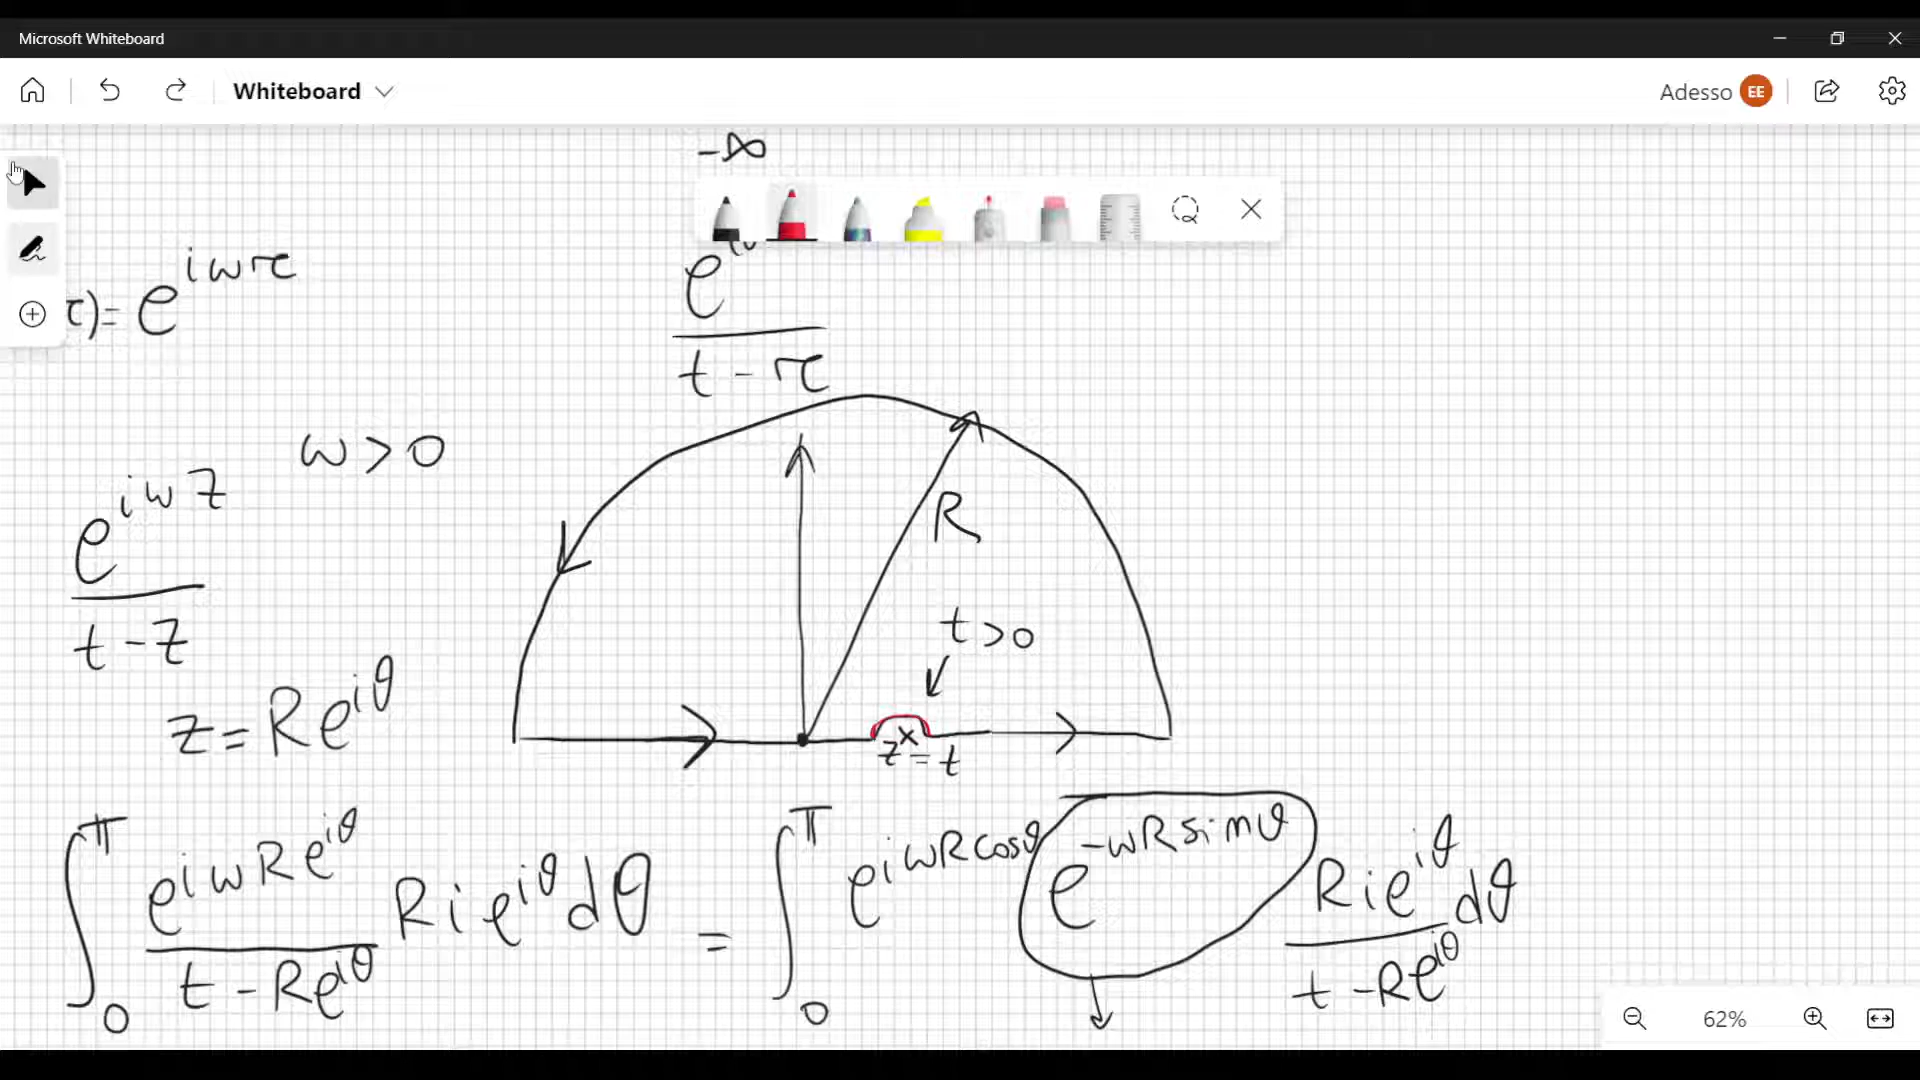 Microsoft Whiteboard
Whiteboard
Adesso EE
-∞
τ)= e^{iωτ}
e
t - τ
ω > 0
e^{iωz}
t - z
R
t > 0
z = Re^{iθ}
x
z = t
∫_0^π e^{iωRe^{iθ}} / (t - Re^{iθ}) Rie^{iθ}dθ = ∫_0^π e^{iωRcosθ} e^{-ωRsinθ} Rie^{iθ} / (t - Re^{iθ}) dθ
62%